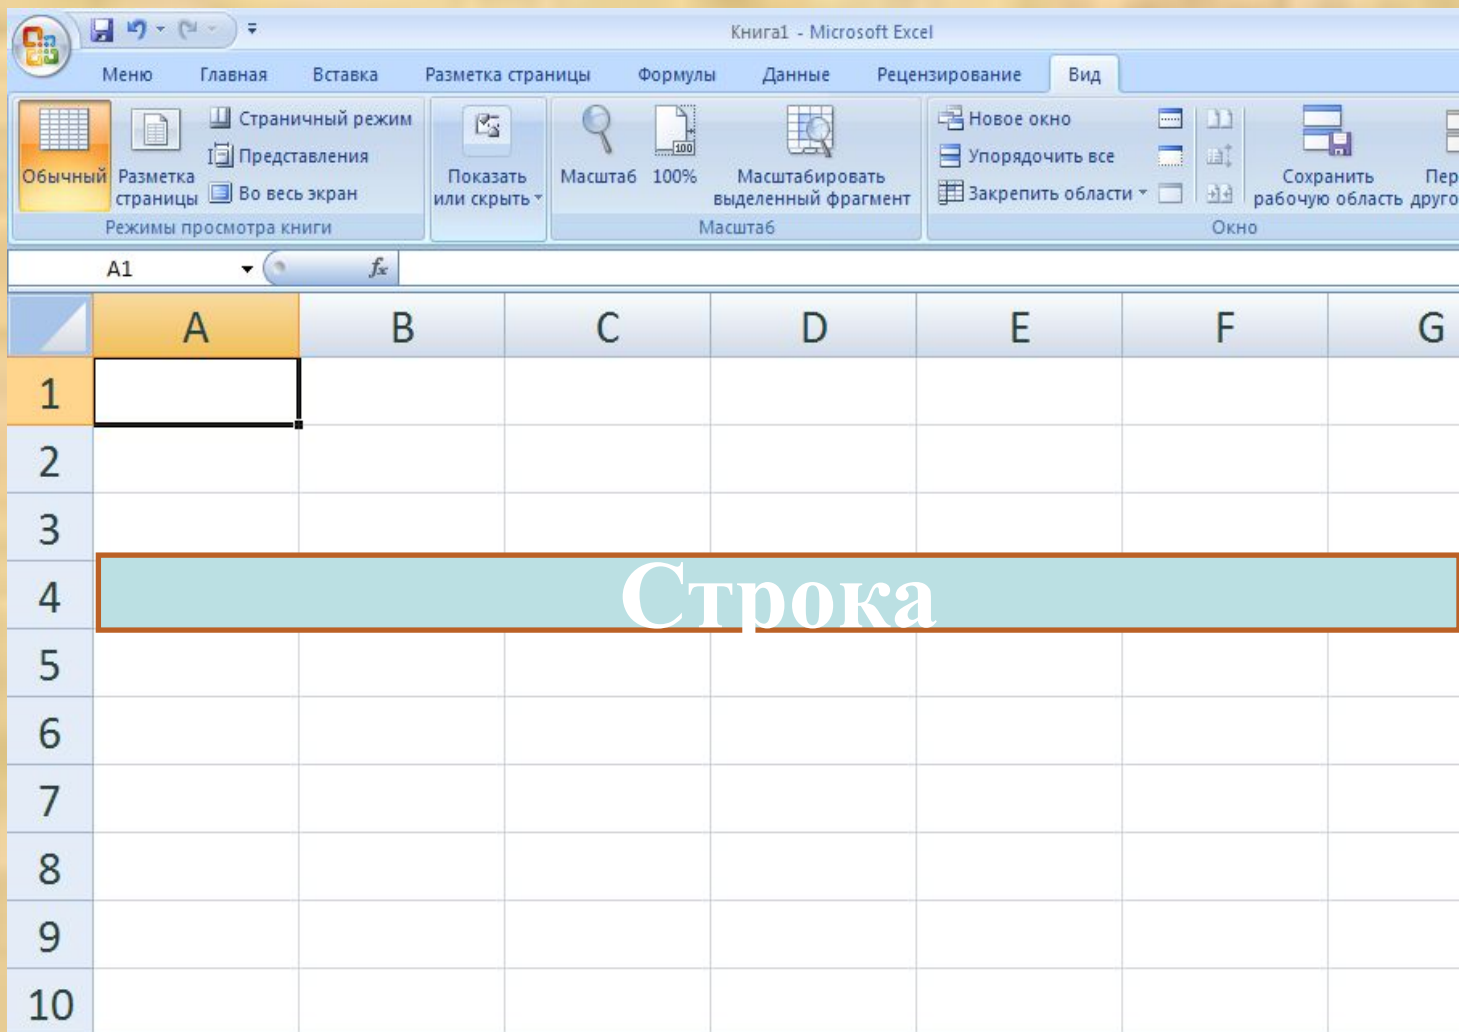 Книга1 - Microsoft Excel
Меню Главная Вставка Разметка страницы Формулы Данные Рецензирование Вид
Обычный
Разметка страницы
Страничный режим
Представления
Во весь экран
Режимы просмотра книги
Показать или скрыть
Масштаб
100
100%
Масштабировать выделенный фрагмент
Масштаб
Новое окно
Упорядочить все
Закрепить области
Сохранить рабочую область
Окно
A1 fx
A B C D E F G
1
2
3
4 Строка
5
6
7
8
9
10